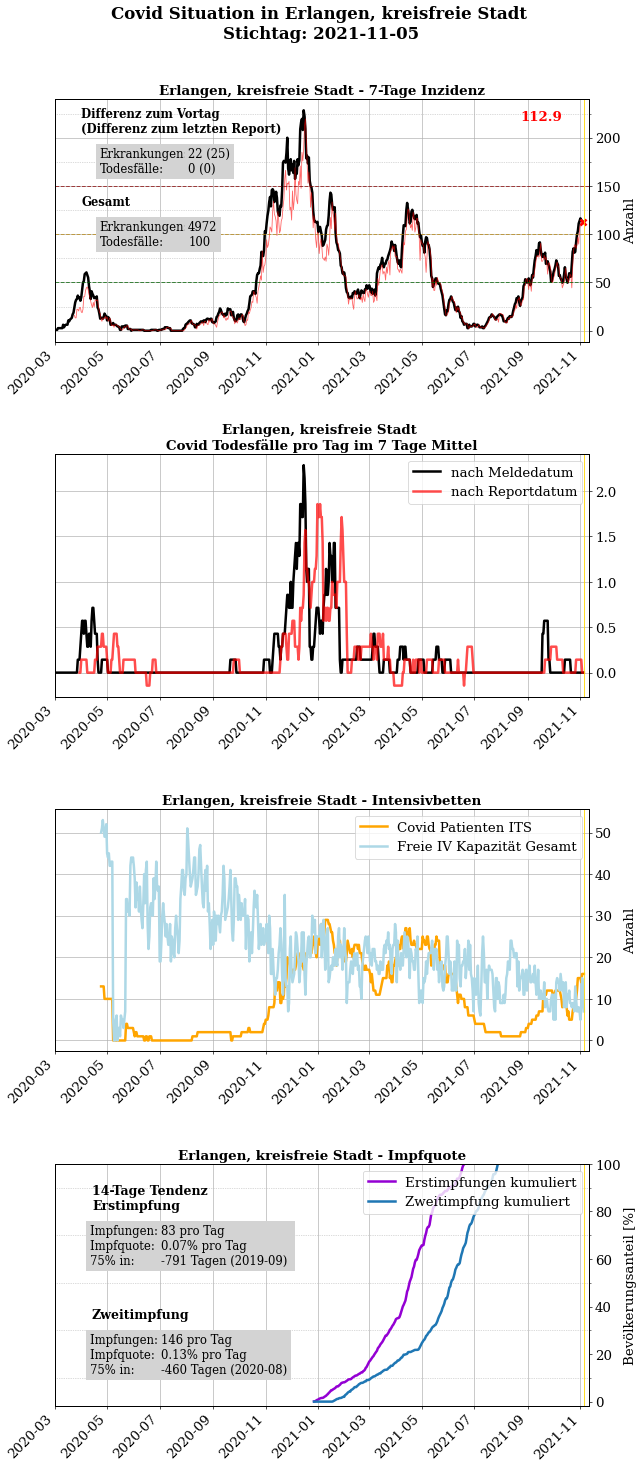 Covid Situation in Erlangen, kreisfreie Stadt
Stichtag: 2021-11-05
Erlangen, kreisfreie Stadt - 7-Tage Inzidenz
Differenz zum Vortag
(Differenz zum letzten Report)
Erkrankungen 22 (25)
Todesfälle: 0 (0)
Gesamt
Erkrankungen 4972
Todesfälle: 100
112.9
200
150
100
50
0
Anzahl
2020-03
2020-05
2020-07
2020-09
2020-11
2021-01
2021-03
2021-05
2021-07
2021-09
2021-11
Erlangen, kreisfreie Stadt
Covid Todesfälle pro Tag im 7 Tage Mittel
nach Meldedatum
nach Reportdatum
2.0
1.5
1.0
0.5
0.0
2020-03
2020-05
2020-07
2020-09
2020-11
2021-01
2021-03
2021-05
2021-07
2021-09
2021-11
Erlangen, kreisfreie Stadt - Intensivbetten
Covid Patienten ITS
Freie IV Kapazität Gesamt
50
40
30
20
10
0
Anzahl
2020-03
2020-05
2020-07
2020-09
2020-11
2021-01
2021-03
2021-05
2021-07
2021-09
2021-11
Erlangen, kreisfreie Stadt - Impfquote
14-Tage Tendenz
Erstimpfung
Impfungen: 83 pro Tag
Impfquote: 0.07% pro Tag
75% in: -791 Tagen (2019-09)
Zweitimpfung
Impfungen: 146 pro Tag
Impfquote: 0.13% pro Tag
75% in: -460 Tagen (2020-08)
Erstimpfungen kumuliert
Zweitimpfung kumuliert
100
80
60
40
20
0
Bevölkerungsanteil [%]
2020-03
2020-05
2020-07
2020-09
2020-11
2021-01
2021-03
2021-05
2021-07
2021-09
2021-11